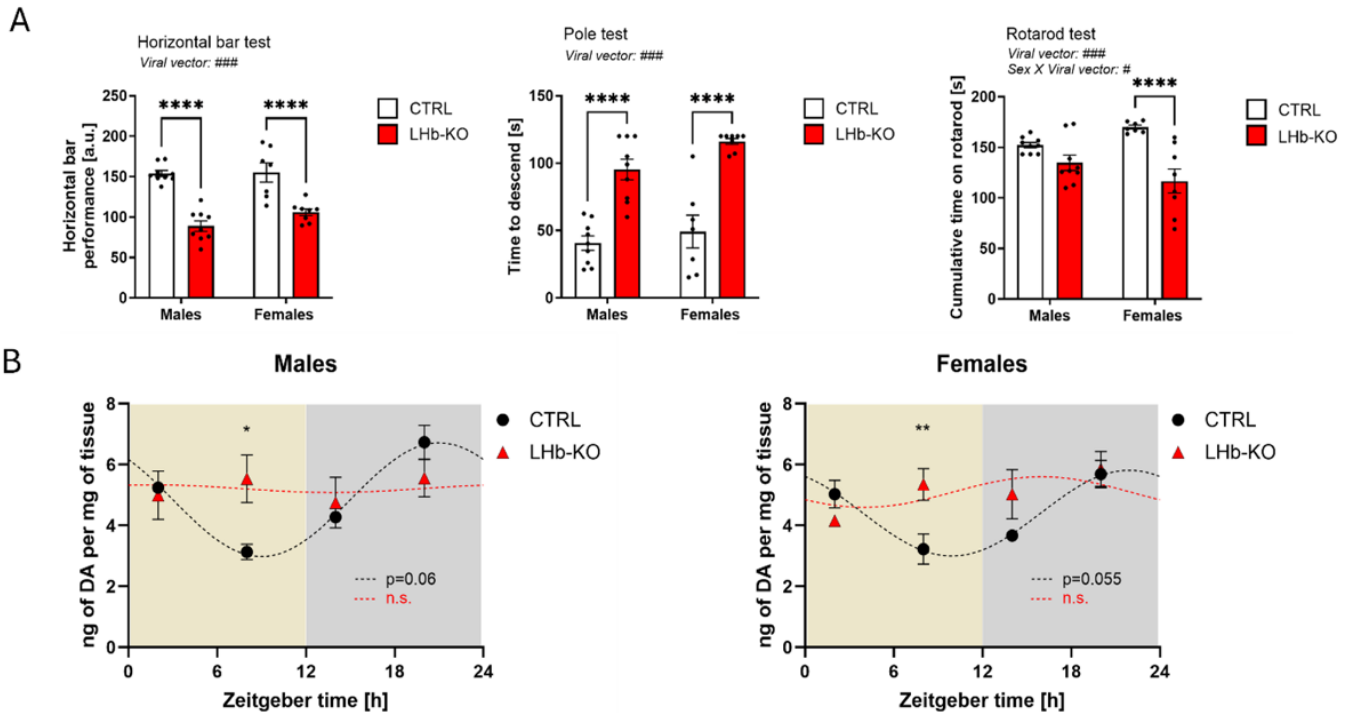 A
Horizontal bar test
Viral vector: ###
Horizontal bar
performance [a.u.]
250
200
150
100
50
0
****
****
Males
Females
CTRL
LHb-KO
Pole test
Viral vector: ###
Time to descend [s]
150
100
50
0
****
****
Males
Females
CTRL
LHb-KO
Rotarod test
Viral vector: ###
Sex X Viral vector: #
Cumulative time on rotarod [s]
200
150
100
50
0
****
Males
Females
CTRL
LHb-KO
B
Males
ng of DA per mg of tissue
8
6
4
2
0
*
p=0.06
n.s.
0 6 12 18 24
Zeitgeber time [h]
CTRL
LHb-KO
Females
ng of DA per mg of tissue
8
6
4
2
0
**
p=0.055
n.s.
0 6 12 18 24
Zeitgeber time [h]
CTRL
LHb-KO